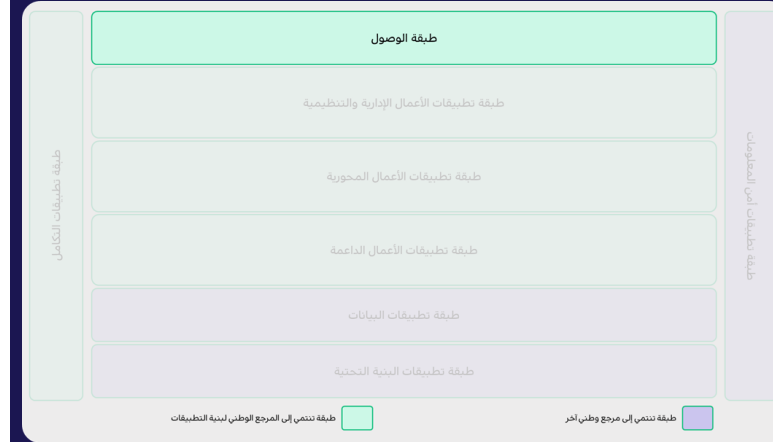 طبقة الوصول
طبقة تطبيقات الأعمال الإدارية والتنظيمية
طبقة تطبيقات الأعمال المحورية
طبقة تطبيقات الأعمال الداعمة
طبقة تطبيقات البيانات
طبقة تطبيقات البنية التحتية
طبقة تطبيقات أمن المعلومات
طبقة تطبيقات التكامل
طبقة تنتمي إلى مرجع وطني آخر
طبقة تنتمي إلى المرجع الوطني لبنية التطبيقات